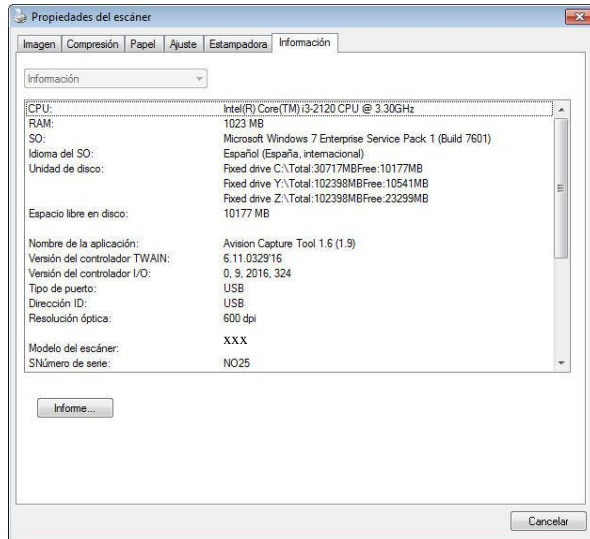 Propiedades del escáner
Imagen Compresión Papel Ajuste Estampadora Información
Información
CPU: Intel(R) Core(TM) i3-2120 CPU @ 3.30GHz
RAM: 1023 MB
SO: Microsoft Windows 7 Enterprise Service Pack 1 (Build 7601)
Idioma del SO: Español (España, internacional)
Unidad de disco: Fixed drive C:\Total:30717MBFree:10177MB
Fixed drive Y:\Total:102398MBFree:10541MB
Fixed drive Z:\Total:102398MBFree:23299MB
Espacio libre en disco: 10177 MB
Nombre de la aplicación: Avision Capture Tool 1.6 (1.9)
Versión del controlador TWAIN: 6.11.0329'16
Versión del controlador I/O: 0, 9, 2016, 324
Tipo de puerto: USB
Dirección ID: USB
Resolución óptica: 600 dpi
Modelo del escáner: XXX
SNúmero de serie: NO25
Informe...
Cancelar